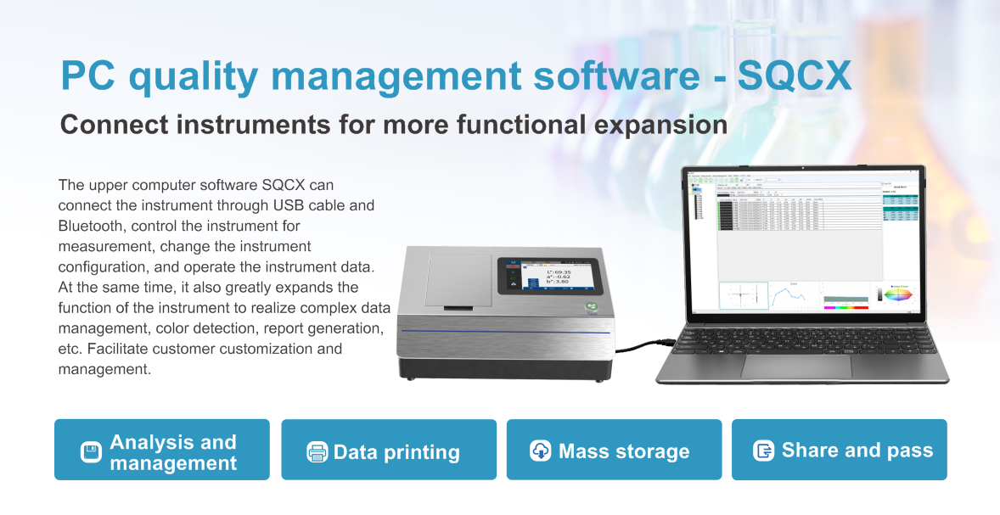 PC quality management software - SQCX
Connect instruments for more functional expansion
The upper computer software SQCX can
connect the instrument through USB cable and
Bluetooth, control the instrument for
measurement, change the instrument
configuration, and operate the instrument data.
At the same time, it also greatly expands the
function of the instrument to realize complex data
management, color detection, report generation,
etc. Facilitate customer customization and
management.
L*:69.35
a*:-0.62
b*:3.80
Test
Analysis and
management
Data printing
Mass storage
Share and pass